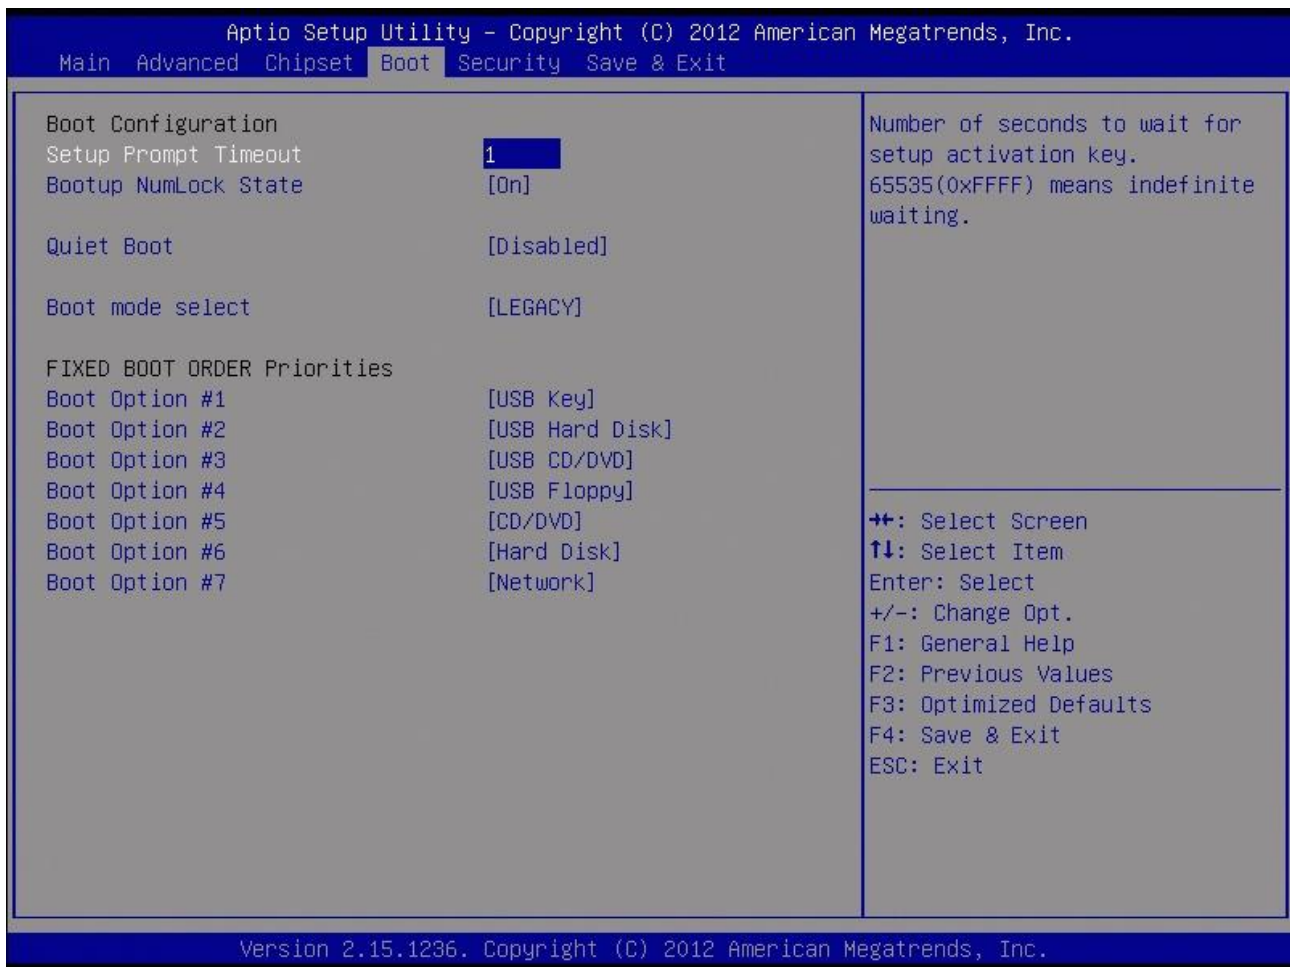 Aptio Setup Utility – Copyright (C) 2012 American Megatrends, Inc.
Main Advanced Chipset Boot Security Save & Exit
Boot Configuration
Setup Prompt Timeout 1
Bootup NumLock State [On]
Quiet Boot [Disabled]
Boot mode select [LEGACY]
FIXED BOOT ORDER Priorities
Boot Option #1 [USB Key]
Boot Option #2 [USB Hard Disk]
Boot Option #3 [USB CD/DVD]
Boot Option #4 [USB Floppy]
Boot Option #5 [CD/DVD]
Boot Option #6 [Hard Disk]
Boot Option #7 [Network]
Number of seconds to wait for
setup activation key.
65535(0xFFFF) means indefinite
waiting.
→←: Select Screen
↑↓: Select Item
Enter: Select
+/-: Change Opt.
F1: General Help
F2: Previous Values
F3: Optimized Defaults
F4: Save & Exit
ESC: Exit
Version 2.15.1236. Copyright (C) 2012 American Megatrends, Inc.